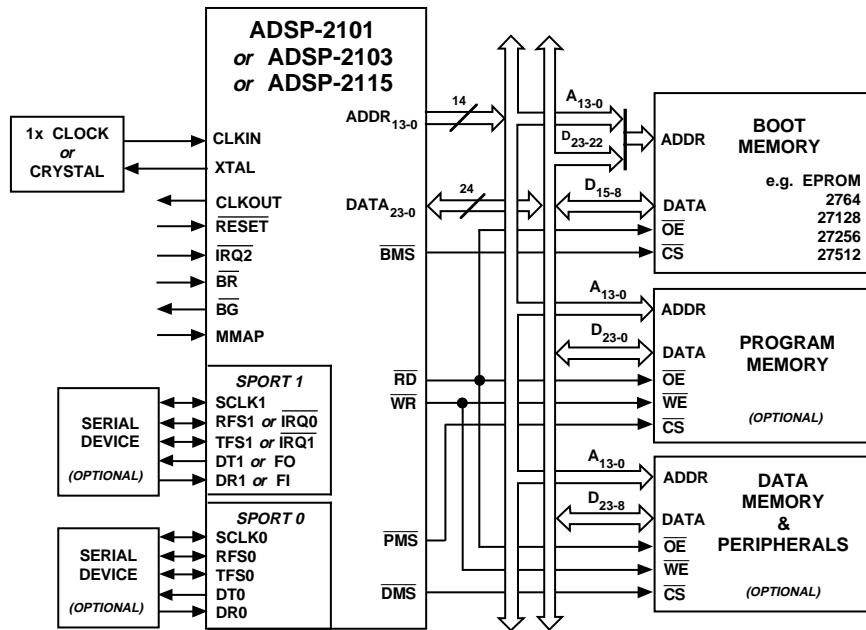 ADSP-2101
or ADSP-2103
or ADSP-2115
1x CLOCK
or
CRYSTAL
CLKIN
XTAL
CLKOUT
RESET
IRQ2
BR
BG
MMAP
ADDR13-0
14
DATA23-0
24
BMS
RD
WR
PMS
DMS
SPORT 1
SCLK1
RFS1 or IRQ0
TFS1 or IRQ1
DT1 or FO
DR1 or FI
SERIAL
DEVICE
(OPTIONAL)
SPORT 0
SCLK0
RFS0
TFS0
DT0
DR0
SERIAL
DEVICE
(OPTIONAL)
A13-0
D23-22
D15-8
ADDR
DATA
OE
CS
BOOT
MEMORY
e.g. EPROM
2764
27128
27256
27512
A13-0
D23-0
ADDR
DATA
OE
WE
CS
PROGRAM
MEMORY
(OPTIONAL)
A13-0
D23-8
ADDR
DATA
OE
WE
CS
DATA
MEMORY
&
PERIPHERALS
(OPTIONAL)